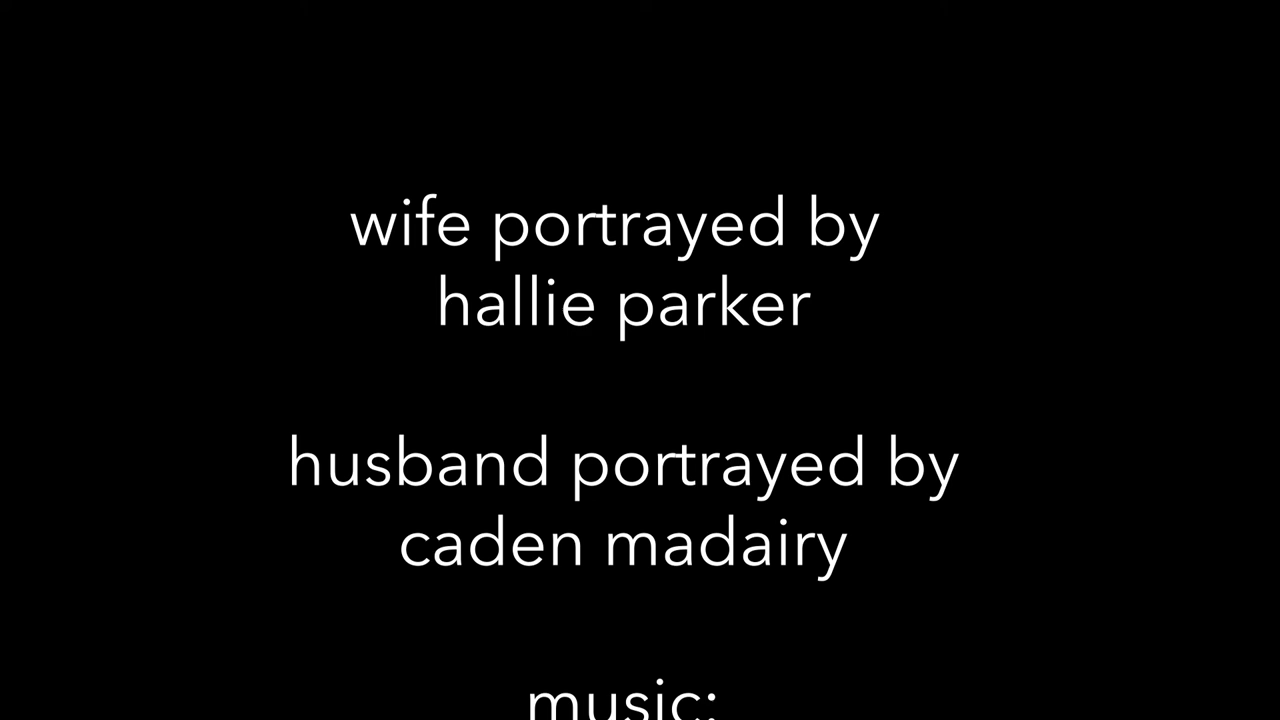 wife portrayed by
hallie parker
husband portrayed by
caden madairy
music: